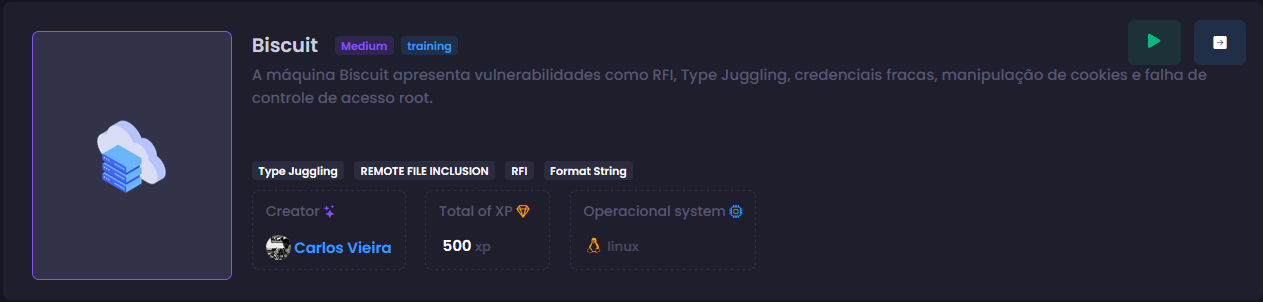 Biscuit Medium training
A máquina Biscuit apresenta vulnerabilidades como RFI, Type Juggling, credenciais fracas, manipulação de cookies e falha de
controle de acesso root.
Type Juggling REMOTE FILE INCLUSION RFI Format String
Creator Total of XP Operacional system
Carlos Vieira 500 xp linux